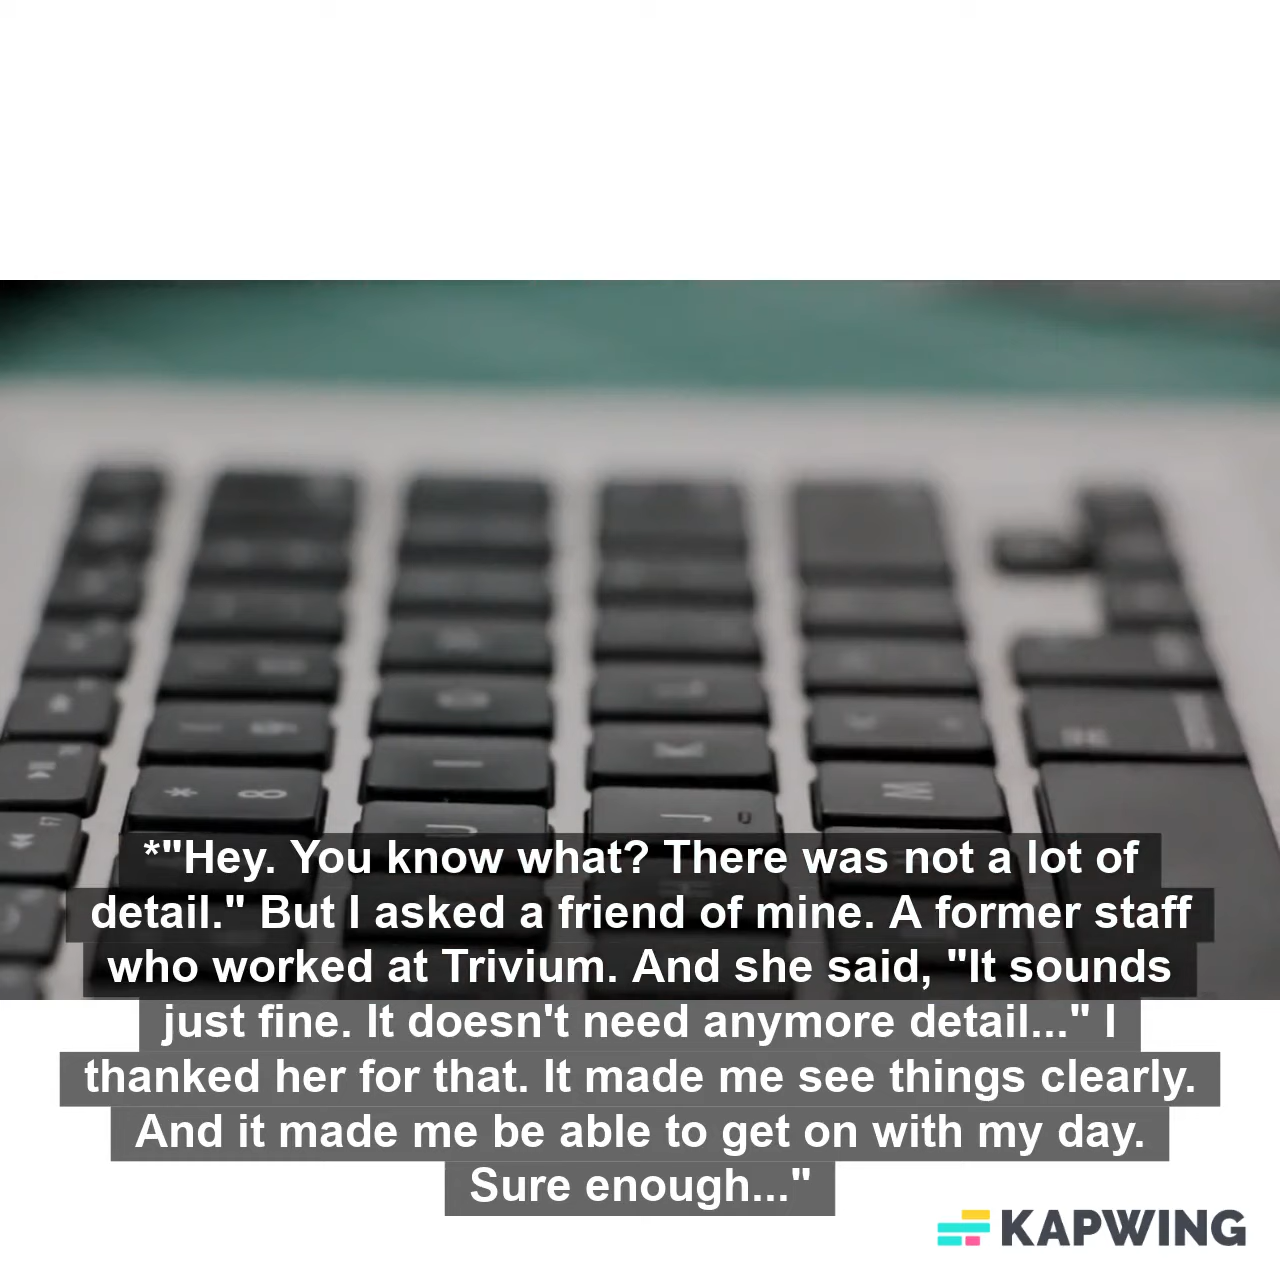 *"Hey. You know what? There was not a lot of
detail." But I asked a friend of mine. A former staff
who worked at Trivium. And she said, "It sounds
just fine. It doesn't need anymore detail..." I
thanked her for that. It made me see things clearly.
And it made me be able to get on with my day.
Sure enough..."
KAPWING
F7
* 8
U
I
J
K
M